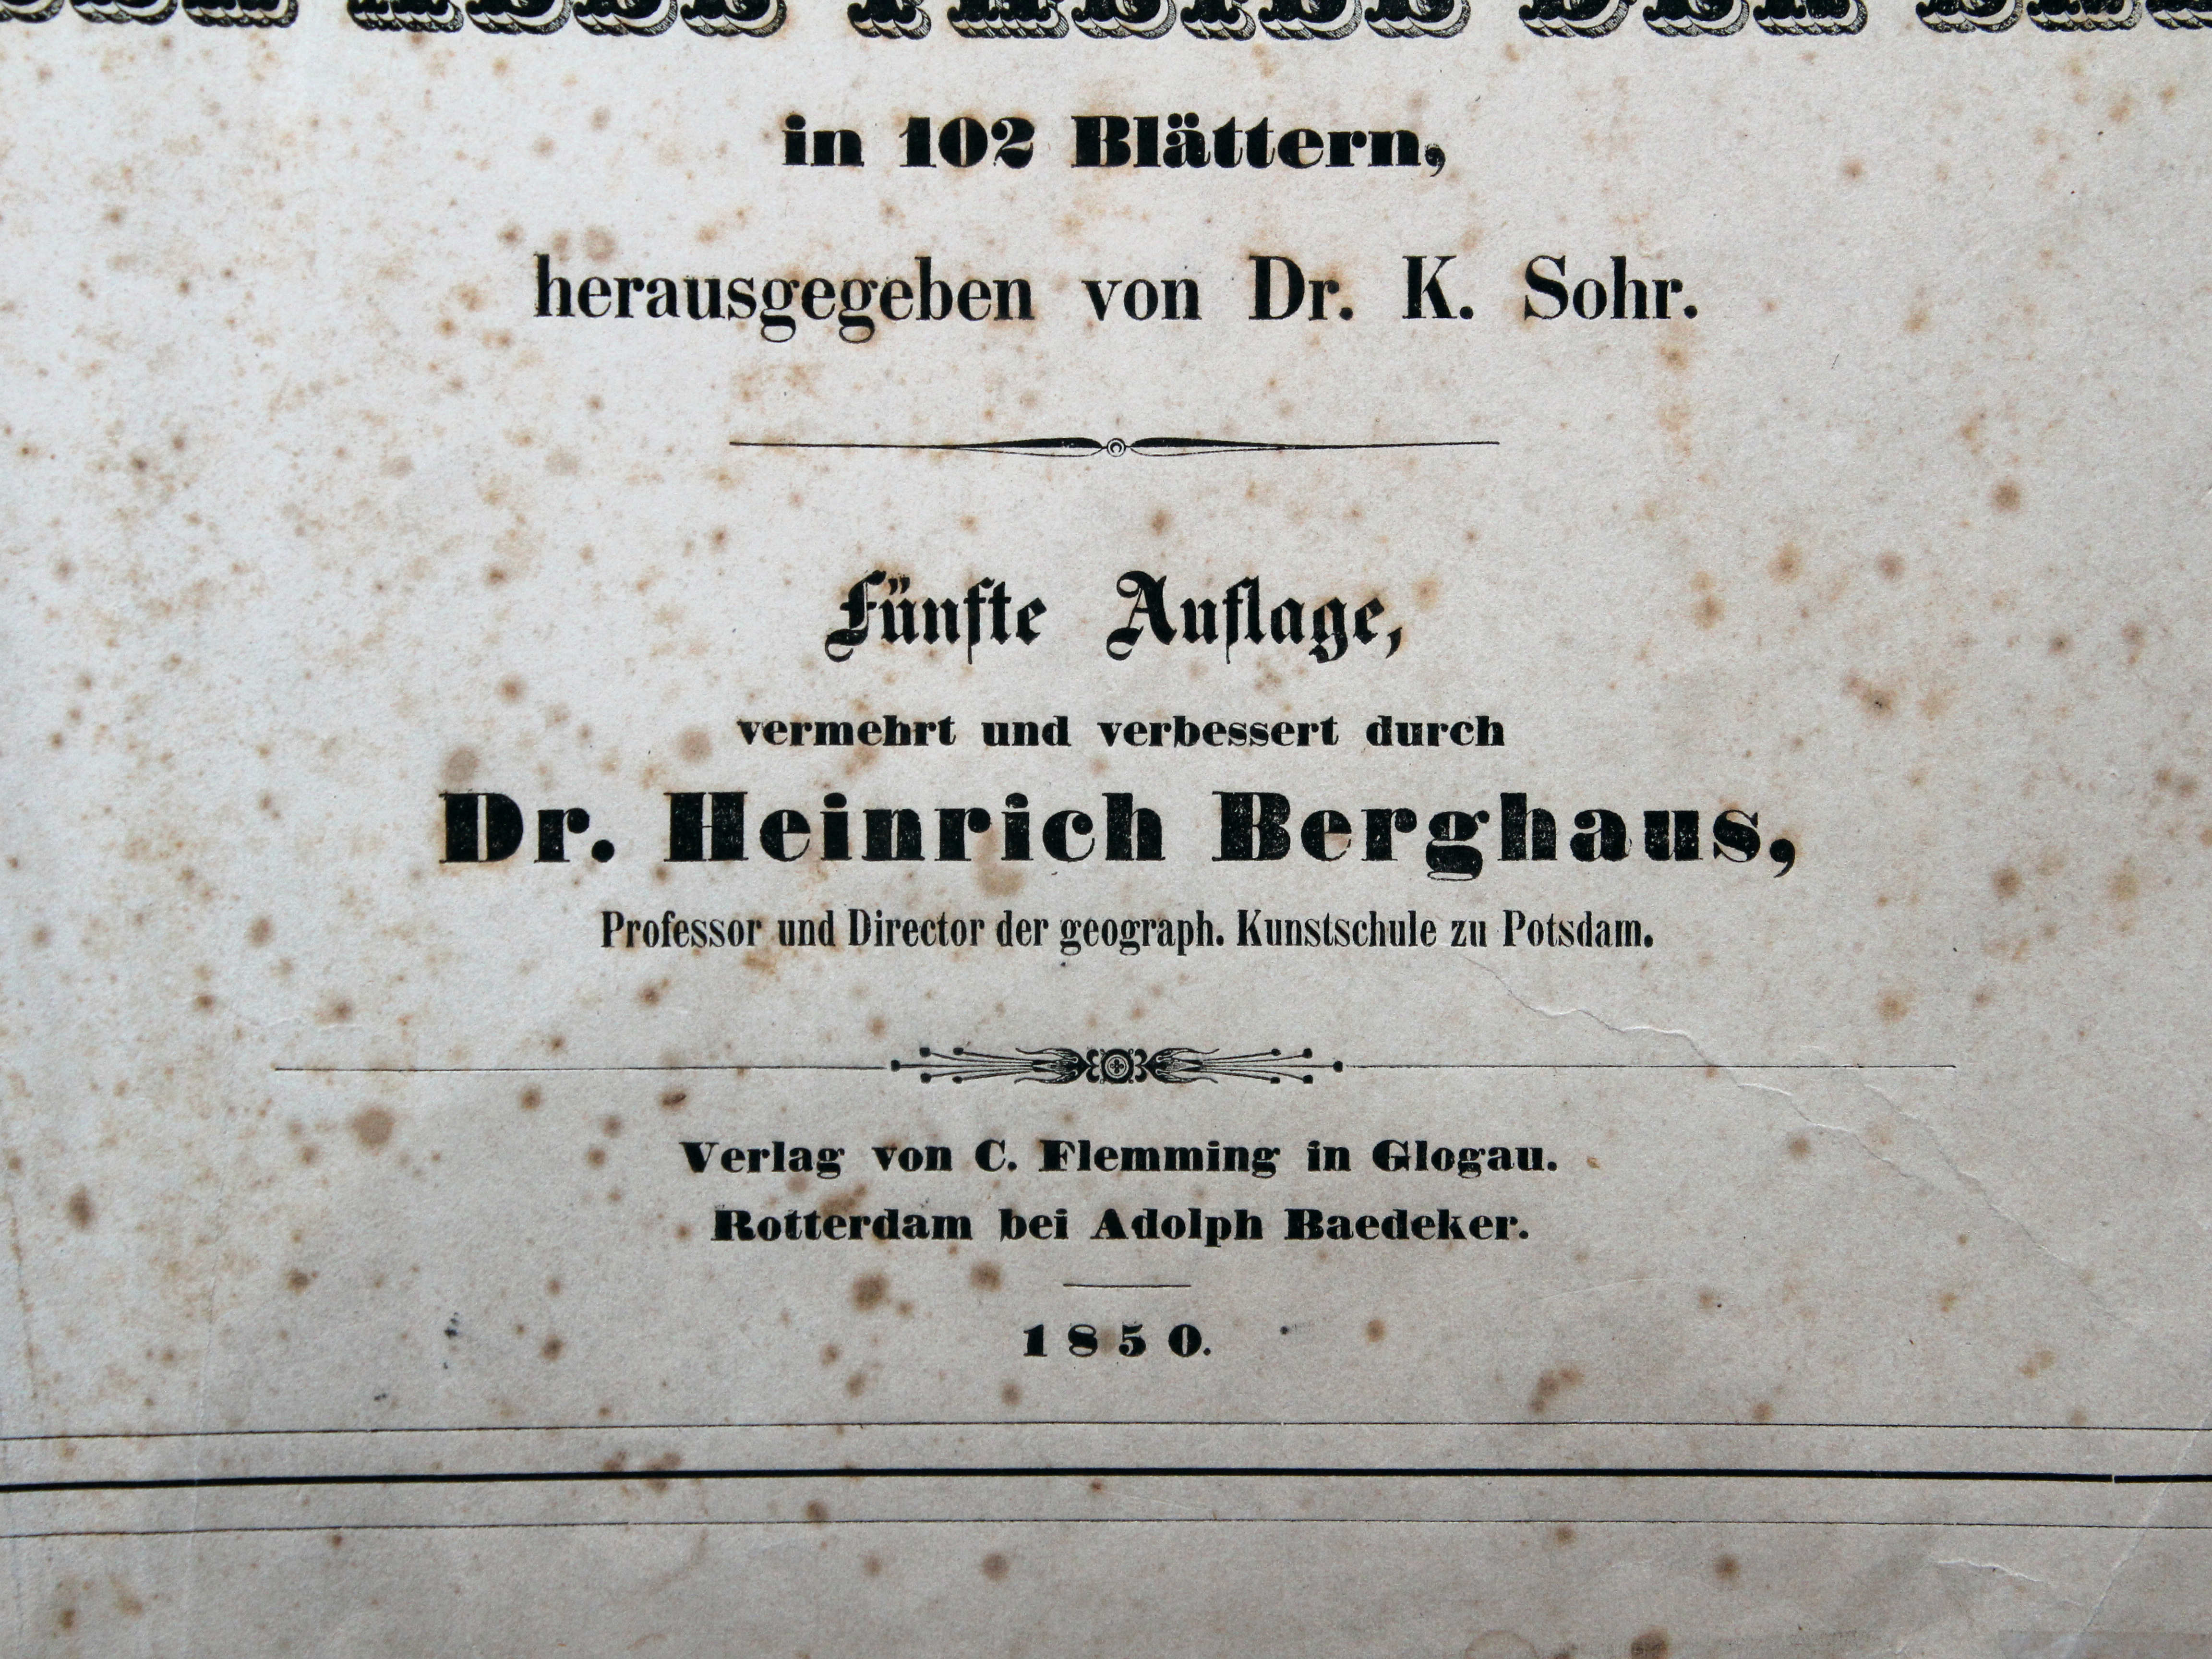 in 102 Blättern,
herausgegeben von Dr. K. Sohr.
Fünfte Auflage,
vermehrt und verbessert durch
Dr. Heinrich Berghaus,
Professor und Director der geograph. Kunstschule zu Potsdam.
Verlag von C. Flemming in Glogau.
Rotterdam bei Adolph Baedeker.
1850.